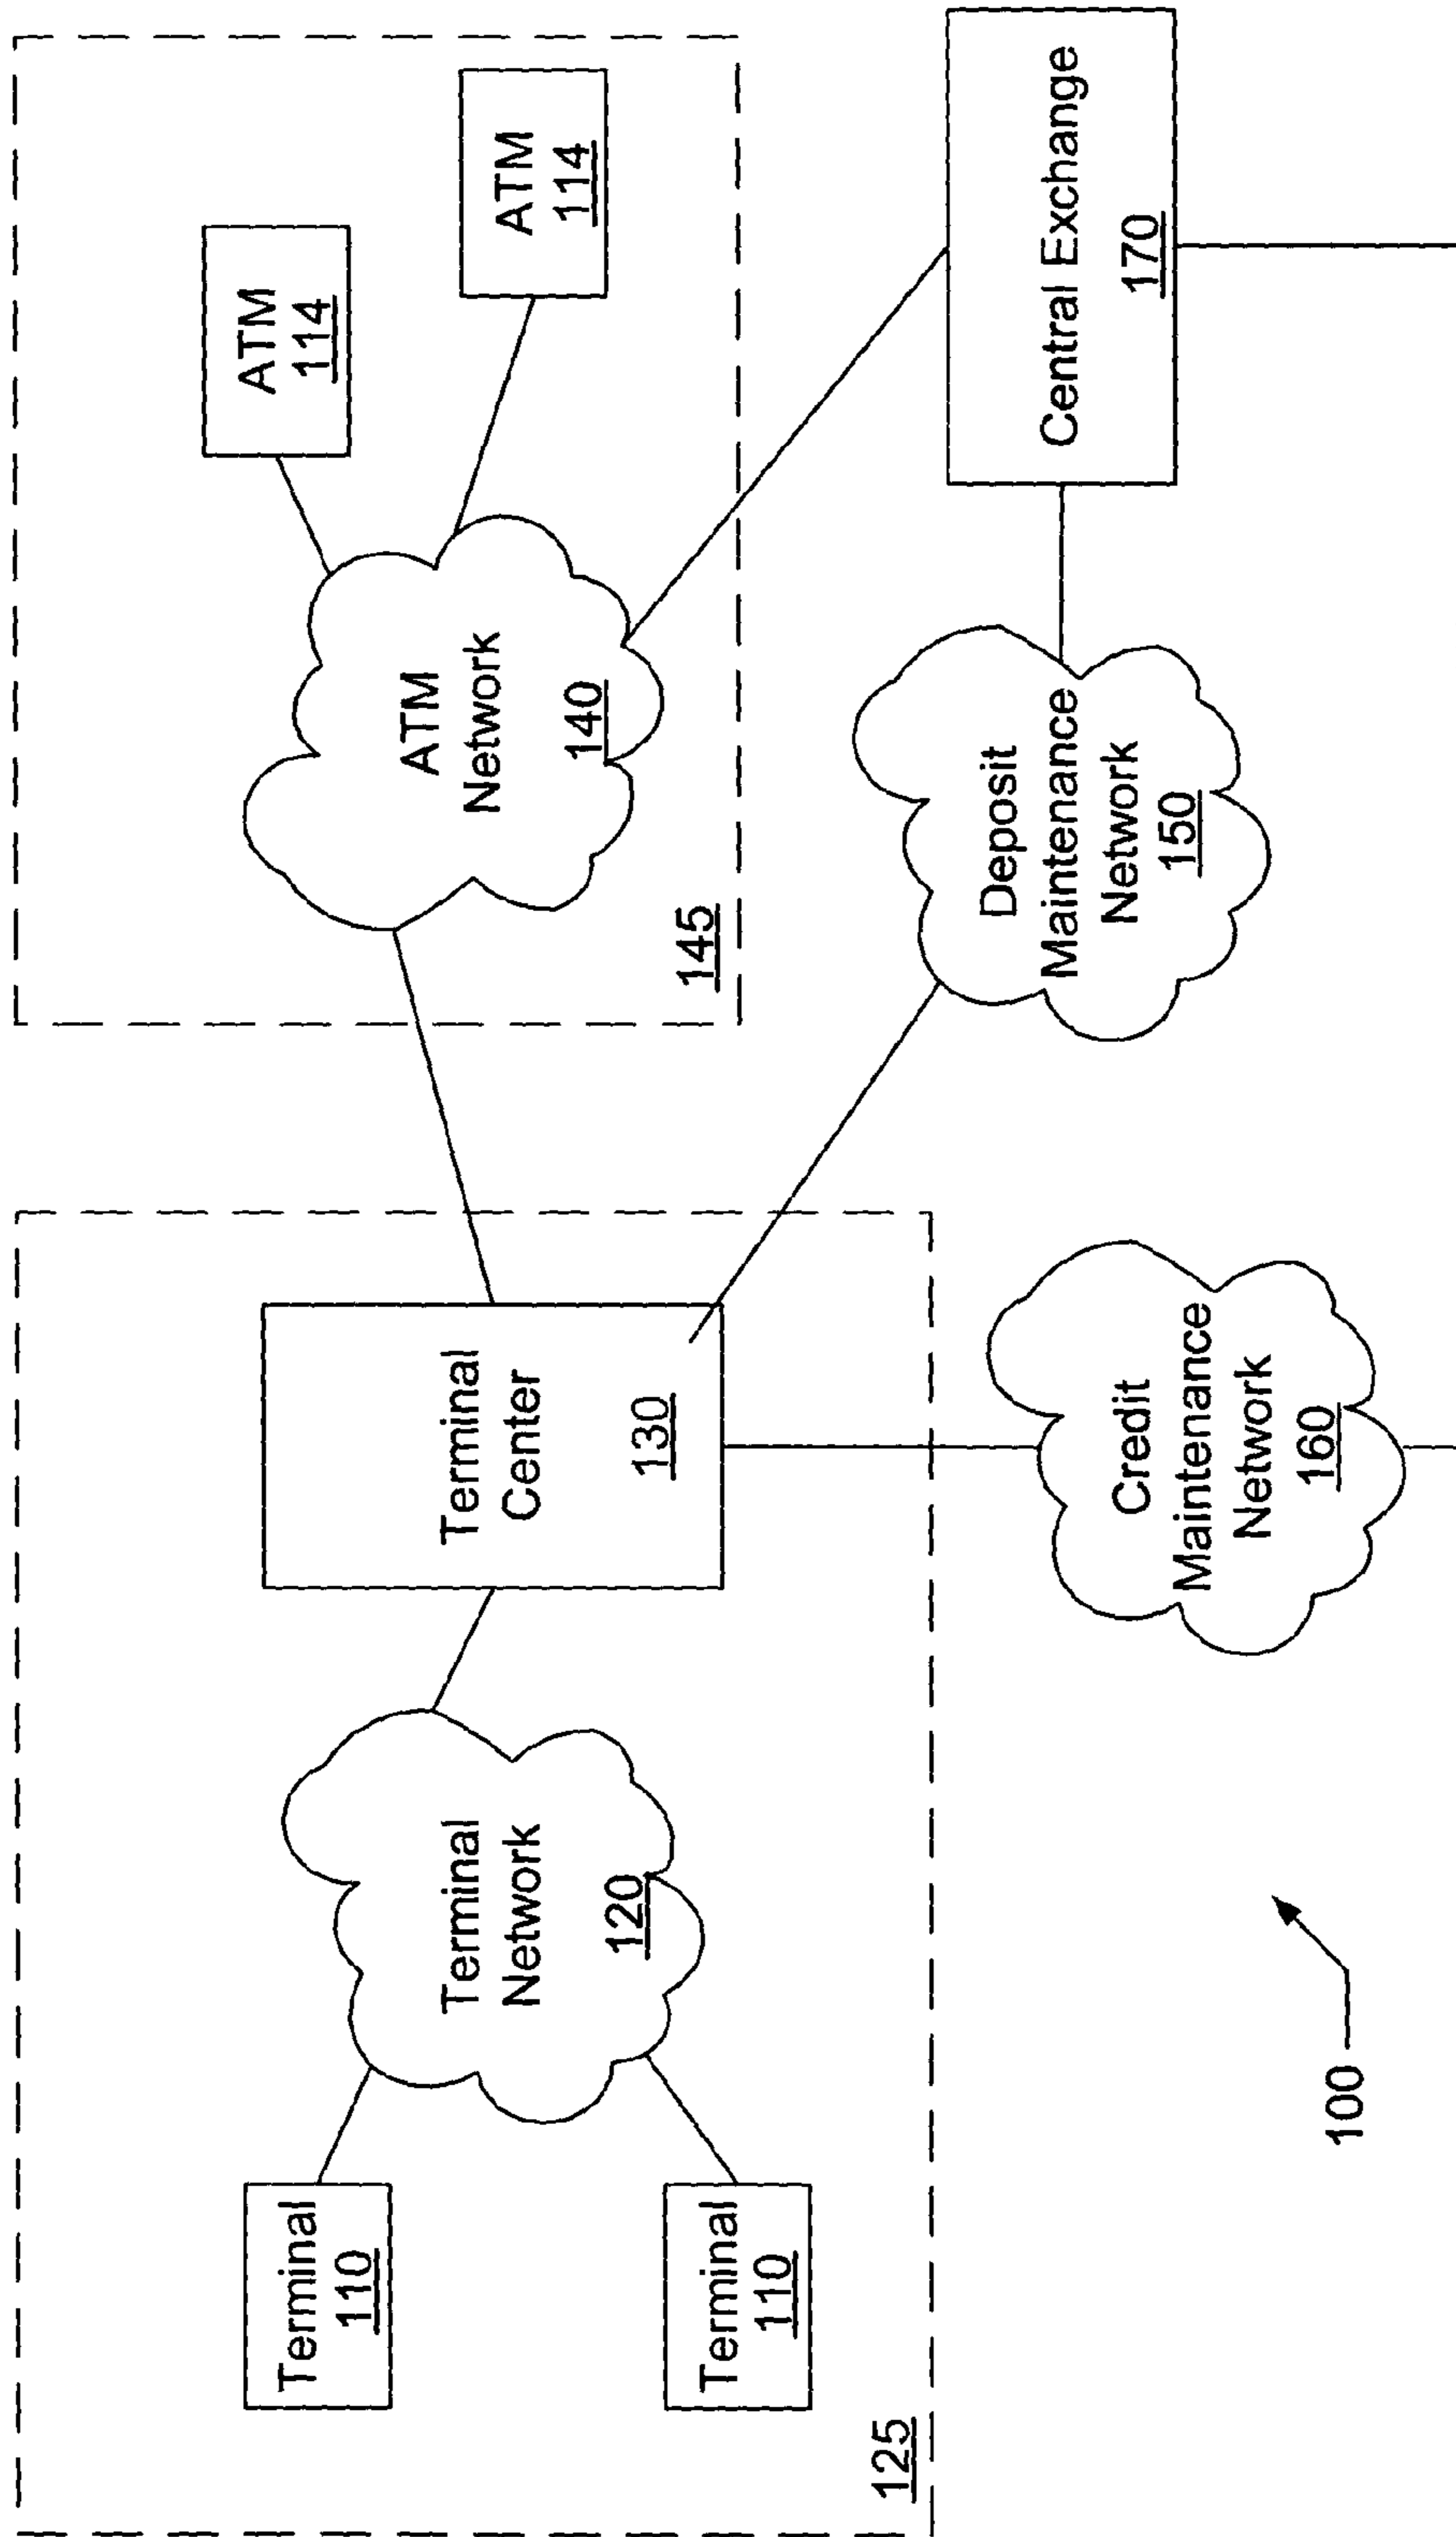 Terminal
110
Terminal
110
125
Terminal
Network
120
Terminal
Center
130
ATM
Network
140
ATM
114
ATM
114
145
Deposit
Maintenance
Network
150
Central Exchange
170
Credit
Maintenance
Network
160
100